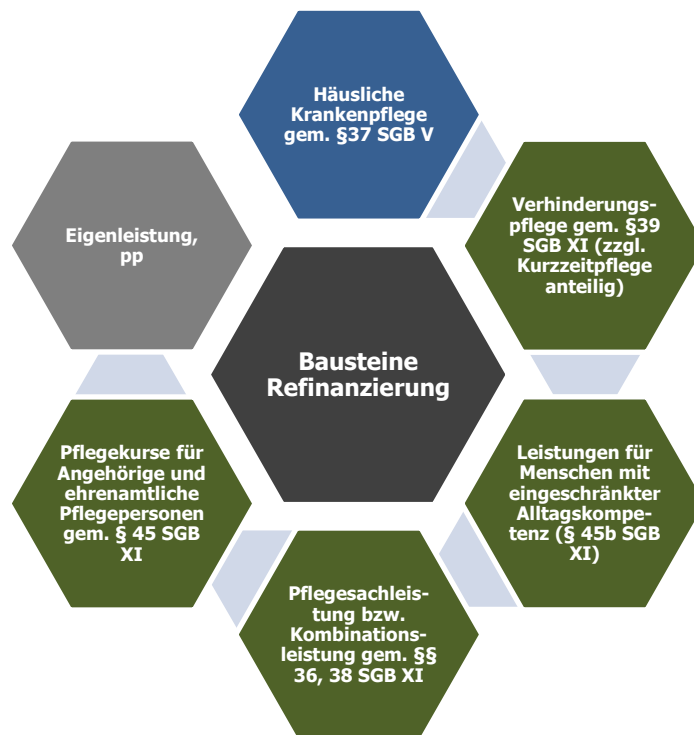 Häusliche
Krankenpflege
gem. §37 SGB V
Verhinderungs-
pflege gem. §39
SGB XI (zzgl.
Kurzzeitpflege
anteilig)
Leistungen für
Menschen mit
eingeschränkter
Alltagskompe-
tenz (§ 45b SGB
XI)
Pflegesachleis-
tung bzw.
Kombinations-
leistung gem. §§
36, 38 SGB XI
Pflegekurse für
Angehörige und
ehrenamtliche
Pflegepersonen
gem. § 45 SGB
XI
Eigenleistung,
pp
Bausteine
Refinanzierung